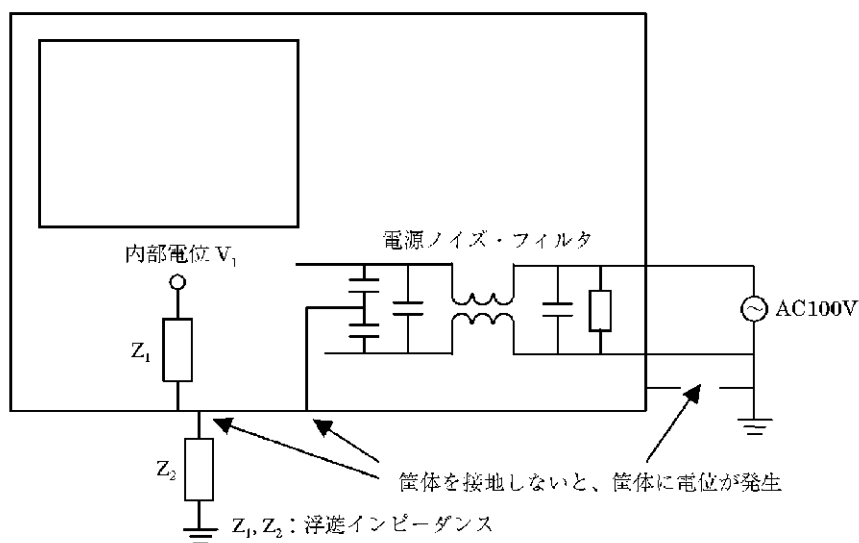 内部電位 V₁
電源ノイズ・フィルタ
AC100V
Z₁
Z₂
筐体を接地しないと、筐体に電位が発生
Z₁, Z₂：浮遊インピーダンス